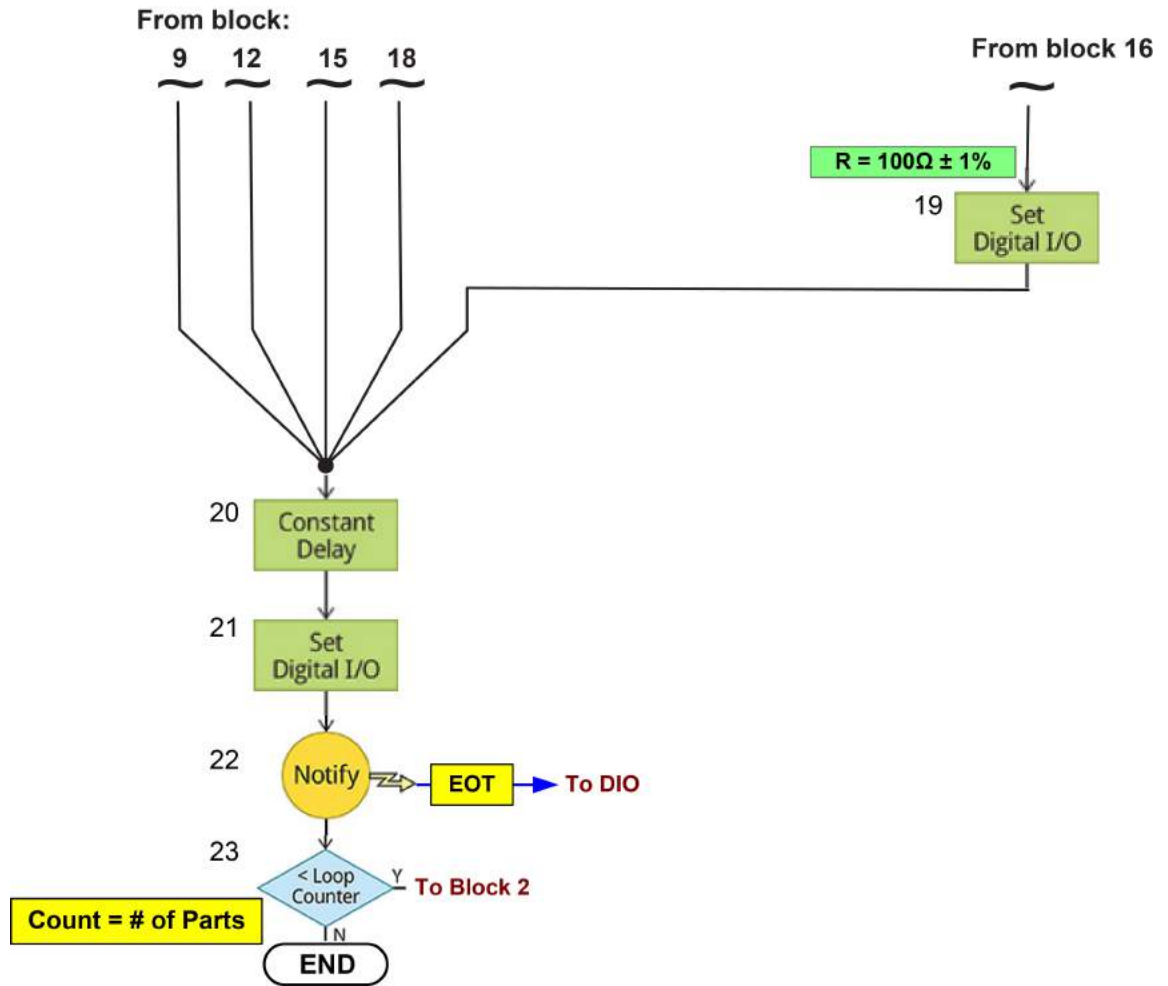 From block:
9 12 15 18
From block 16
R = 100Ω ± 1%
19
Set
Digital I/O
20
Constant
Delay
21
Set
Digital I/O
22
Notify
EOT
To DIO
23
< Loop
Counter
Y
To Block 2
Count = # of Parts
N
END